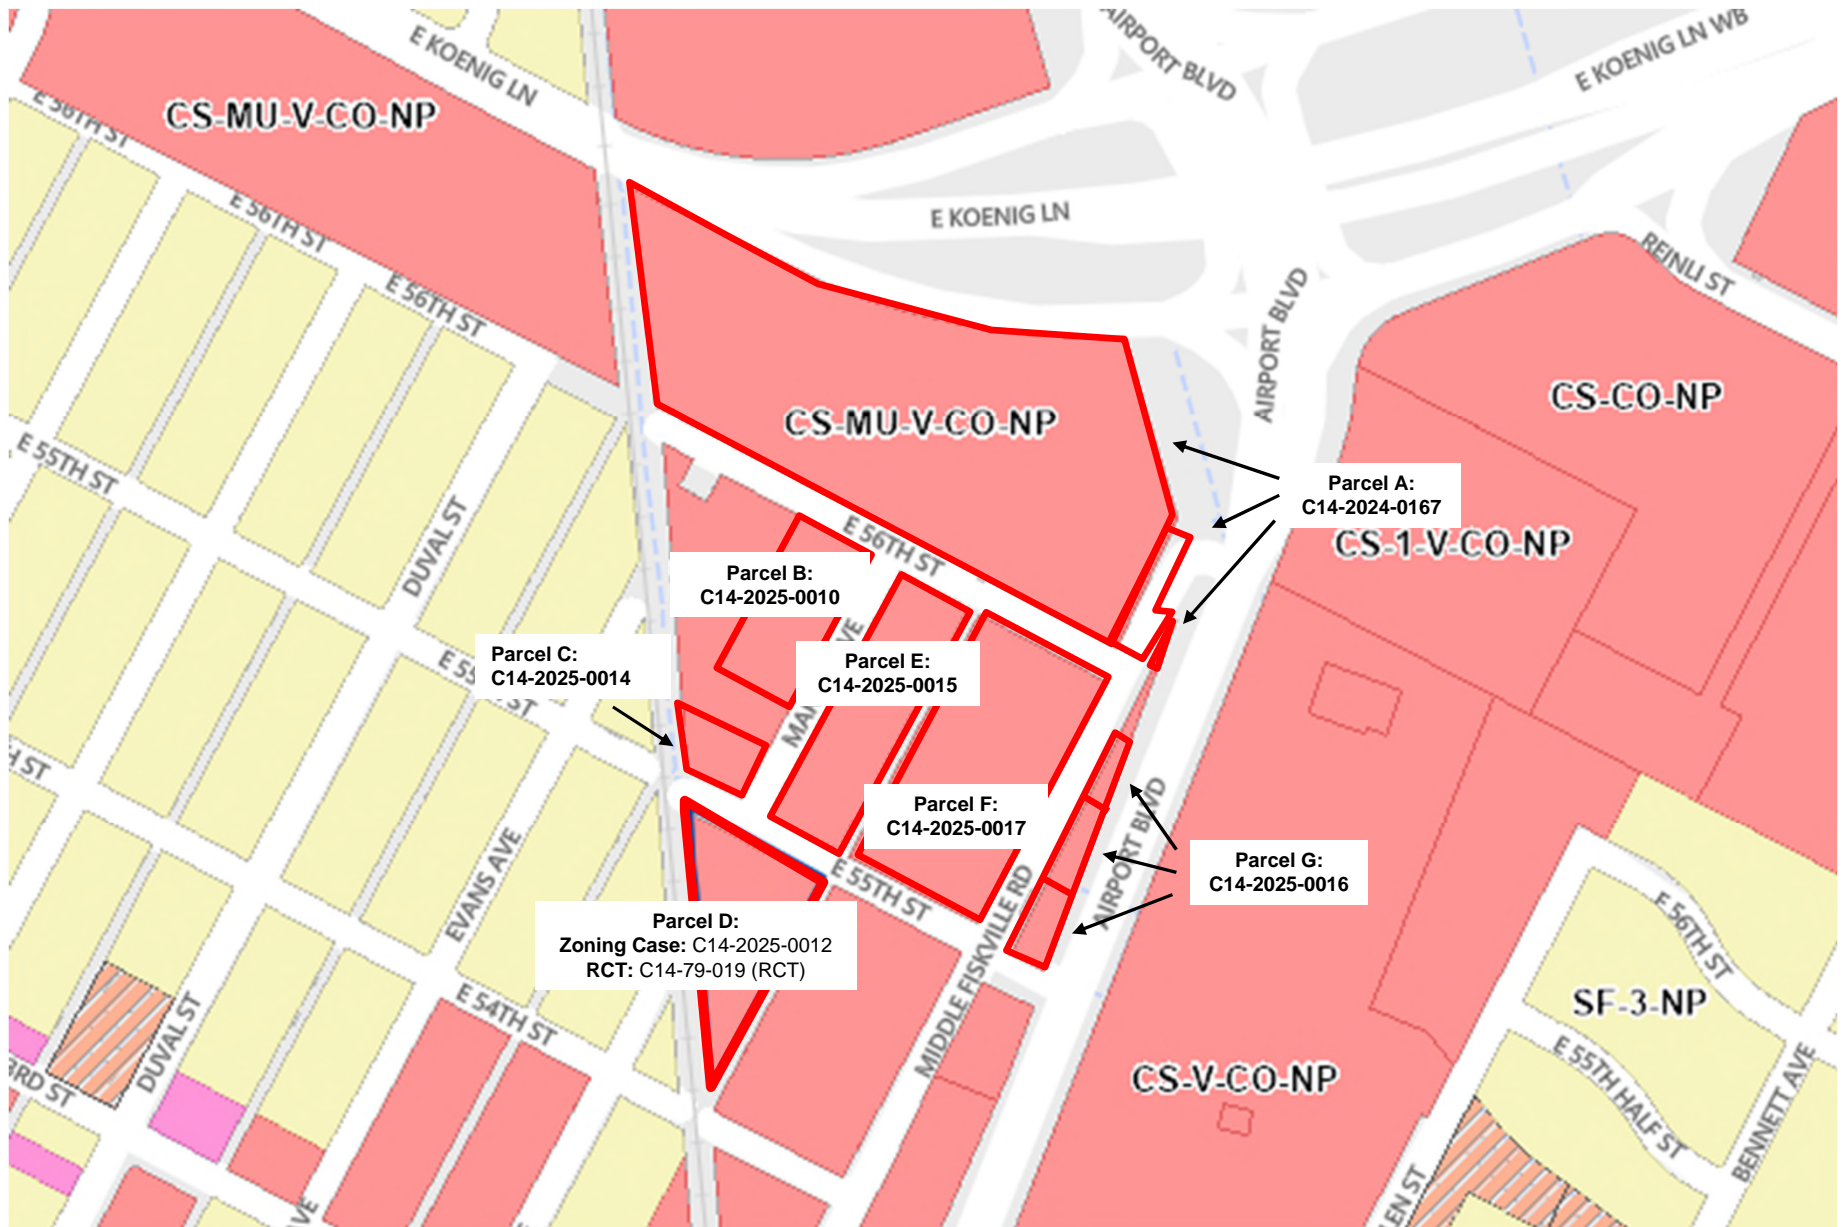 AIRPORT BLVD
E KOENIG LN WB
E KOENIG LN
CS-MU-V-CO-NP
E 56TH ST
E 56TH ST
E KOENIG LN
REINLI ST
E 56TH ST
AIRPORT BLVD
CS-CO-NP
CS-MU-V-CO-NP
E 55TH ST
Parcel A:
C14-2024-0167
DUVAL ST
E 56TH ST
CS-1-V-CO-NP
Parcel B:
C14-2025-0010
Parcel C:
C14-2025-0014
Parcel E:
C14-2025-0015
Parcel F:
C14-2025-0017
AIRPORT BLVD
Parcel G:
C14-2025-0016
EVANS AVE
E 55TH ST
MIDDLE FISKVILLE RD
Parcel D:
Zoning Case: C14-2025-0012
RCT: C14-79-019 (RCT)
E 56TH ST
SF-3-NP
E 54TH ST
DUVAL ST
E 55TH HALF ST
BENNETT AVE
CS-V-CO-NP
3RD ST